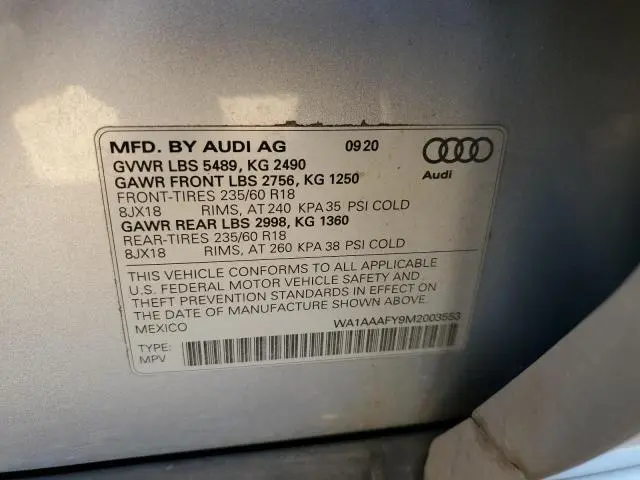 MFD. BY AUDI AG 09 20
GVWR LBS 5489, KG 2490
GAWR FRONT LBS 2756, KG 1250
FRONT-TIRES 235/60 R18
8JX18 RIMS, AT 240 KPA 35 PSI COLD
GAWR REAR LBS 2998, KG 1360
REAR-TIRES 235/60 R18
8JX18 RIMS, AT 260 KPA 38 PSI COLD
Audi
THIS VEHICLE CONFORMS TO ALL APPLICABLE
U.S. FEDERAL MOTOR VEHICLE SAFETY AND
THEFT PREVENTION STANDARDS IN EFFECT ON
THE DATE OF MANUFACTURE SHOWN ABOVE.
MEXICO WA1AAAFY9M2003553
TYPE:
MPV